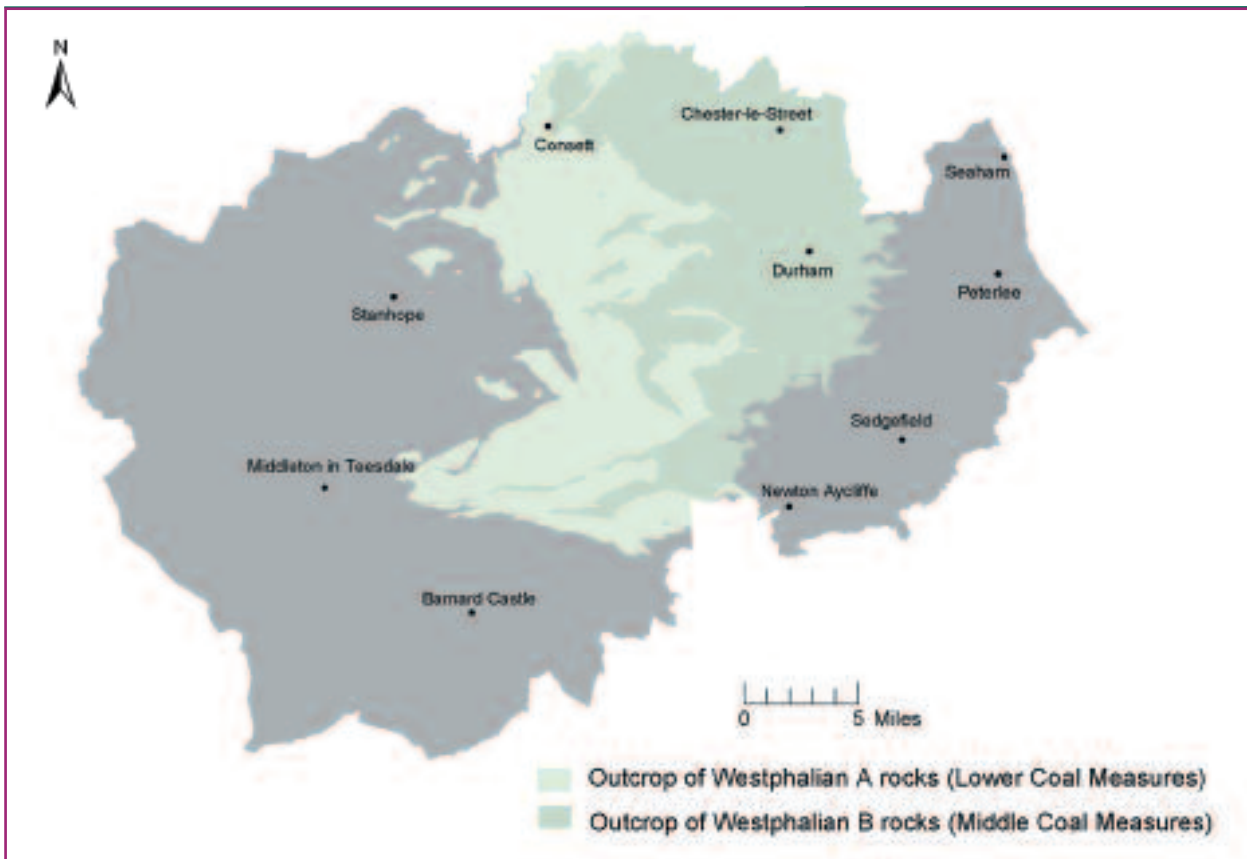 N
Chester-le-Street
Consett
Seaham
Durham
Peterlee
Stanhope
Sedgefield
Middleton in Teesdale
Newton Aycliffe
Barnard Castle
0 5 Miles
Outcrop of Westphalian A rocks (Lower Coal Measures)
Outcrop of Westphalian B rocks (Middle Coal Measures)